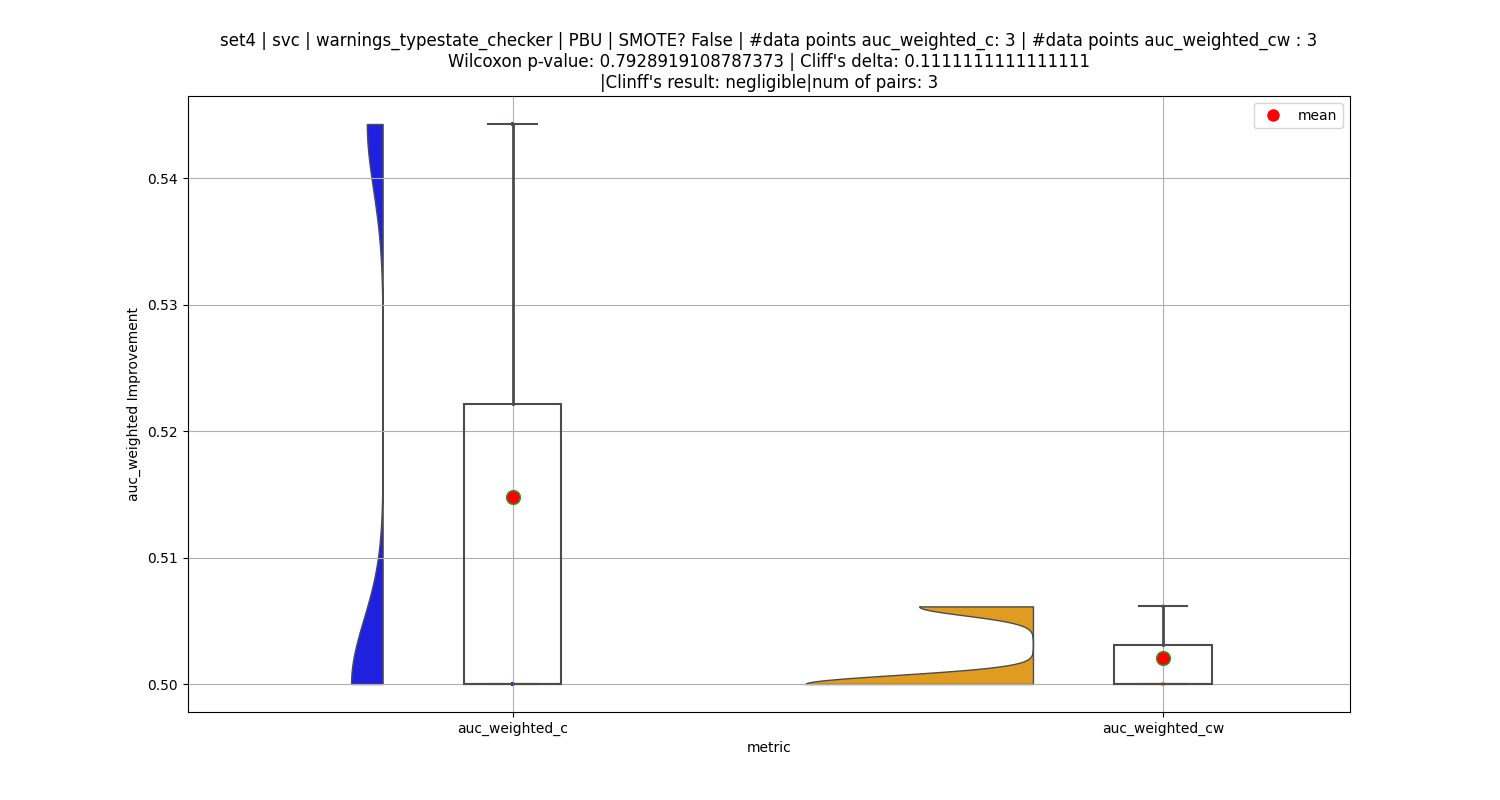 set4 | svc | warnings_typestate_checker | PBU | SMOTE? False | #data points auc_weighted_c: 3 | #data points auc_weighted_cw : 3
Wilcoxon p-value: 0.7928919108787373 | Cliff's delta: 0.1111111111111111
|Clinff's result: negligible|num of pairs: 3
mean
0.54
0.53
0.52
0.51
0.50
auc_weighted Improvement
auc_weighted_c
auc_weighted_cw
metric